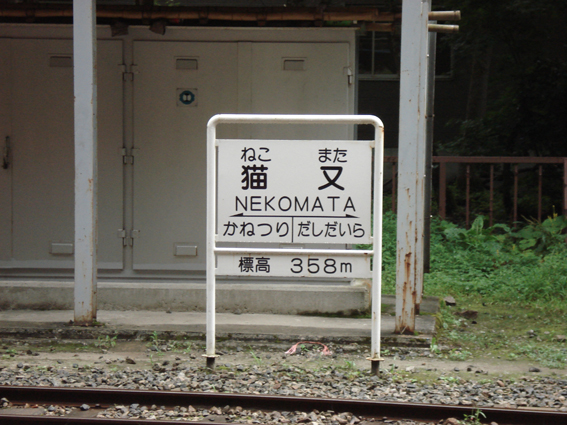 ねこ また
猫 又
NEKOMATA
かねつり だしだいら
標高 358m